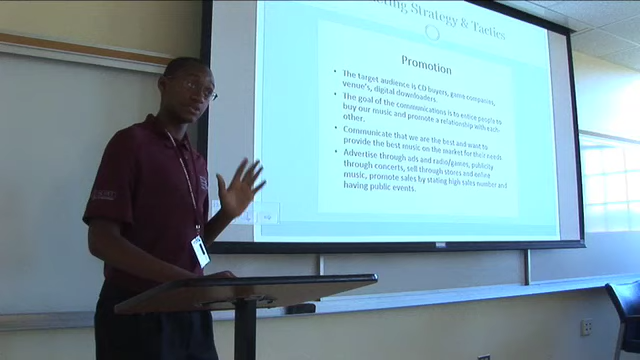 Strategy & Tactics
Promotion
• The target audience is CD buyers, game companies,
venue's, digital downloaders.
• The goal of the communications is to entice people to
buy our music and promote a relationship with each
other.
• Communicate that we are the best and want to
provide the best music on the market for their needs
• Advertise through ads and radio/games, publicity
through concerts, sell through stores and online
music, promote sales by stating high sales number and
having public events.